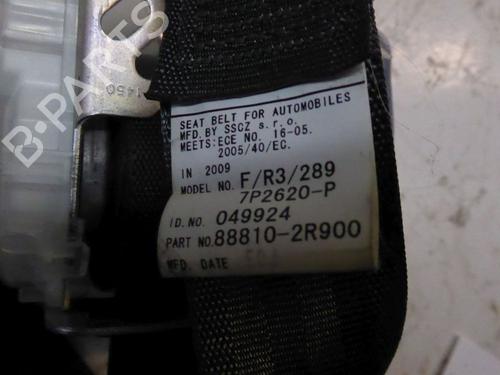 B-PARTS
1450
SEAT BELT FOR AUTOMOBILES
MFD.BY SSCZ s.r.o.
MEETS:ECE NO. 16-05.
2005/40/EC.
IN 2009
MODEL NO. F/R3/289
7P2620-P
ID.NO. 049924
PART NO.88810-2R900
MFD. DATE